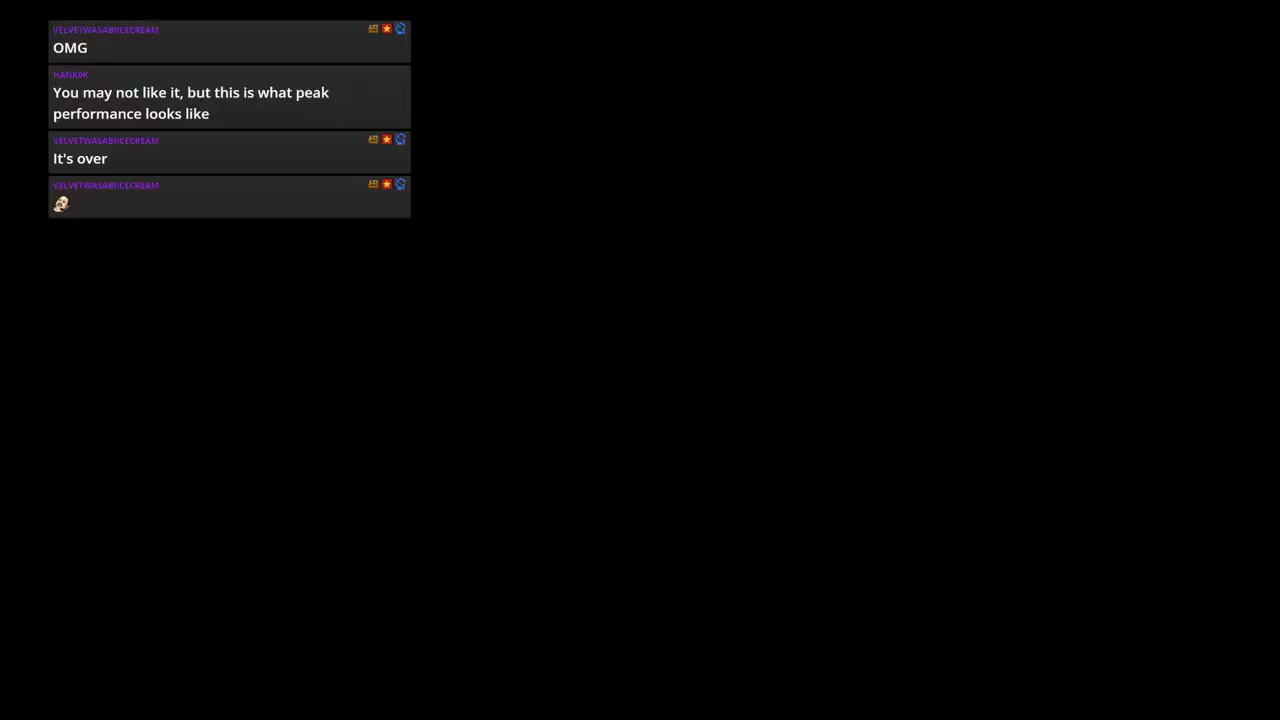 VELVETWASABIICECREAM
OMG
HANK0K
You may not like it, but this is what peak
performance looks like
VELVETWASABIICECREAM
It's over
VELVETWASABIICECREAM